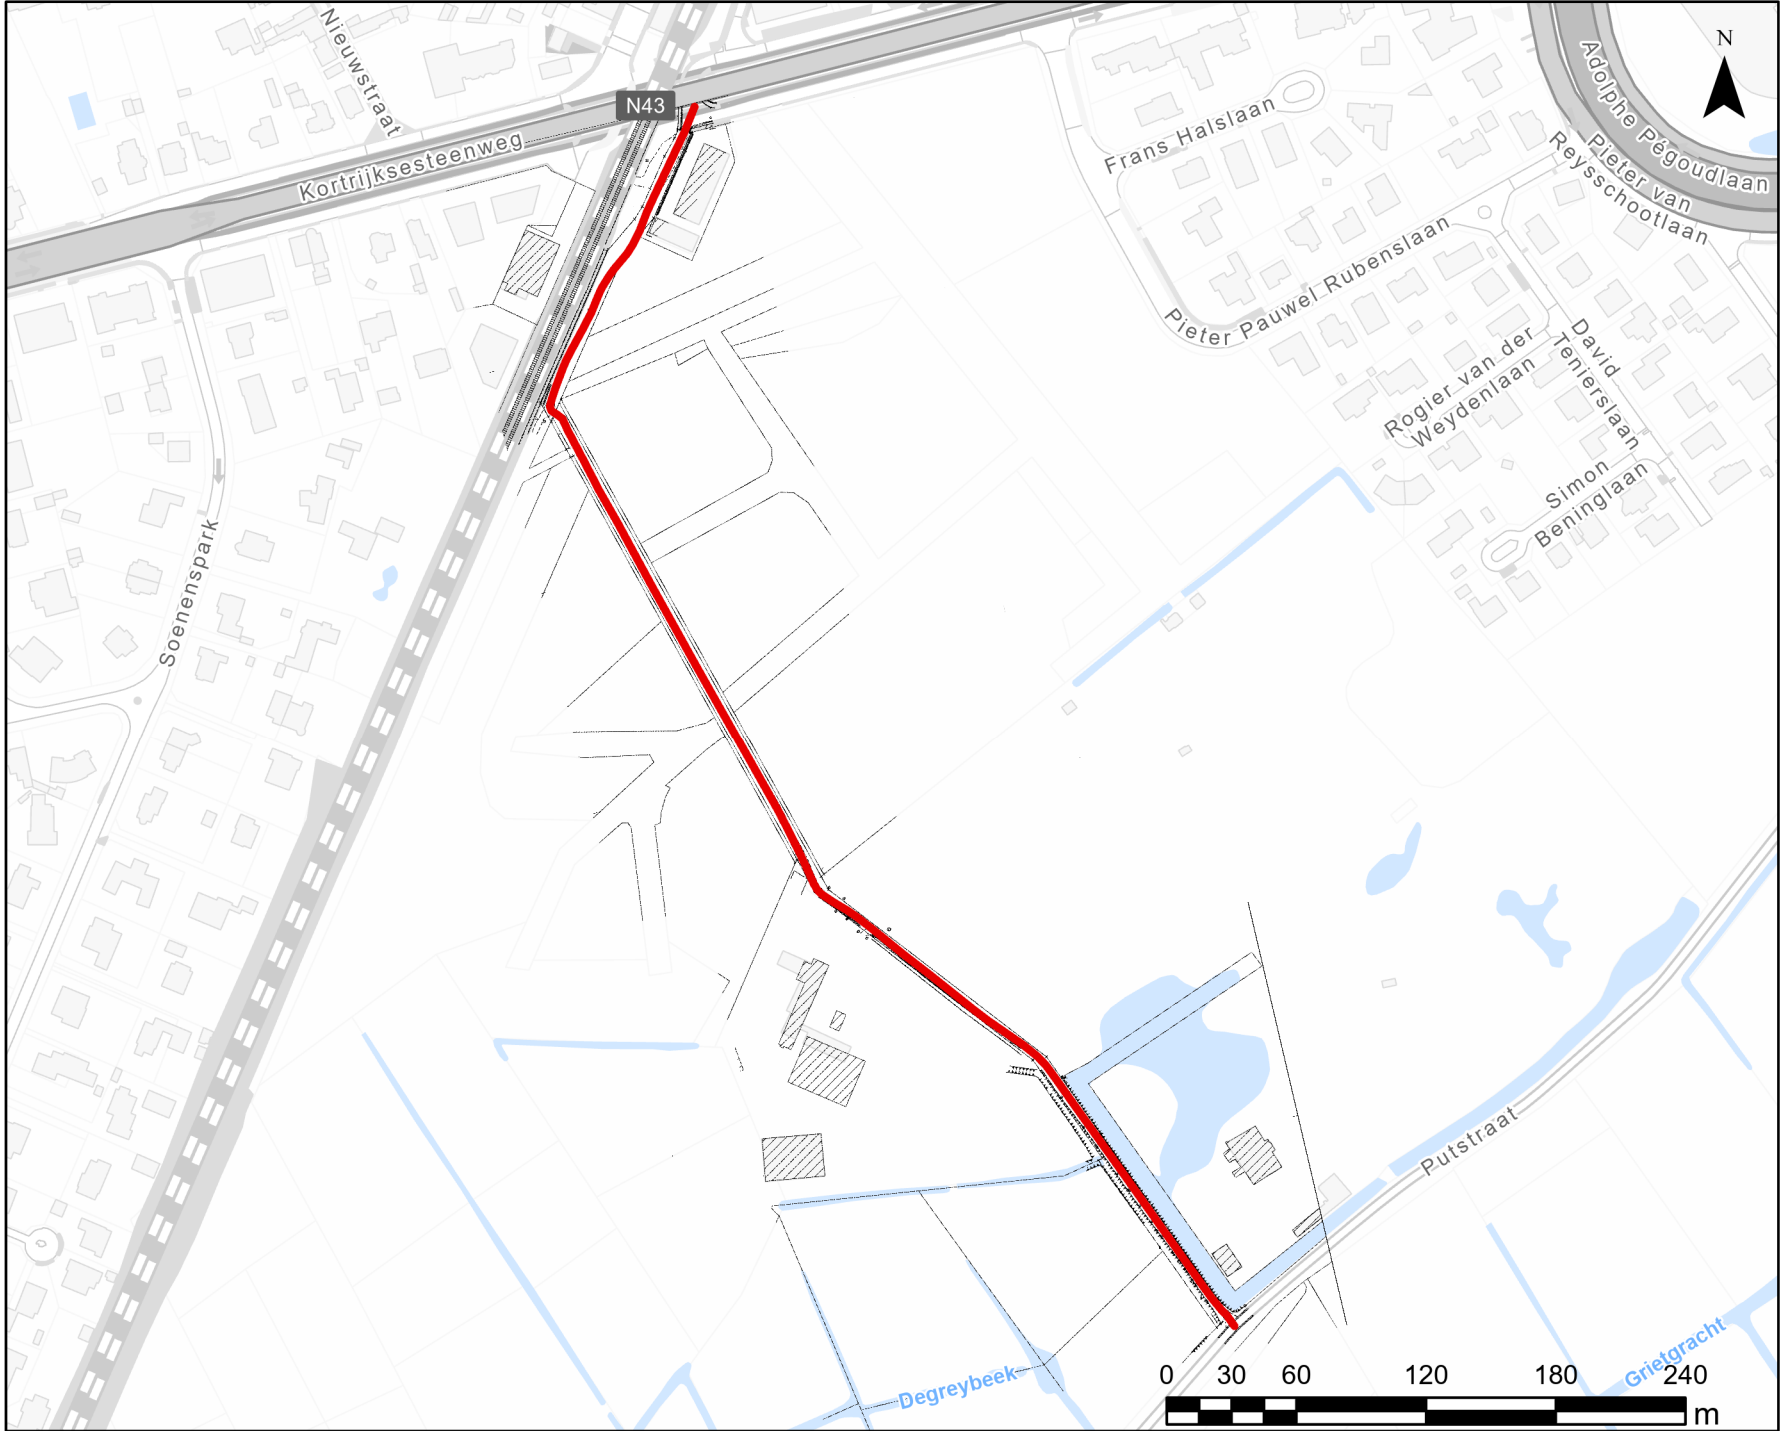 N
Nieuwstraat
N43
Kortrijksesteenweg
Frans Halslaan
Adolphe Pégoudlaan
Pieter van
Reysschootlaan
Pieter Pauwel Rubenslaan
David
Tenierslaan
Rogier van der
Weydenlaan
Simon
Beninglaan
Soenenspark
Putstraat
Degreybeek
Grietgracht
0 30 60 120 180 240
m